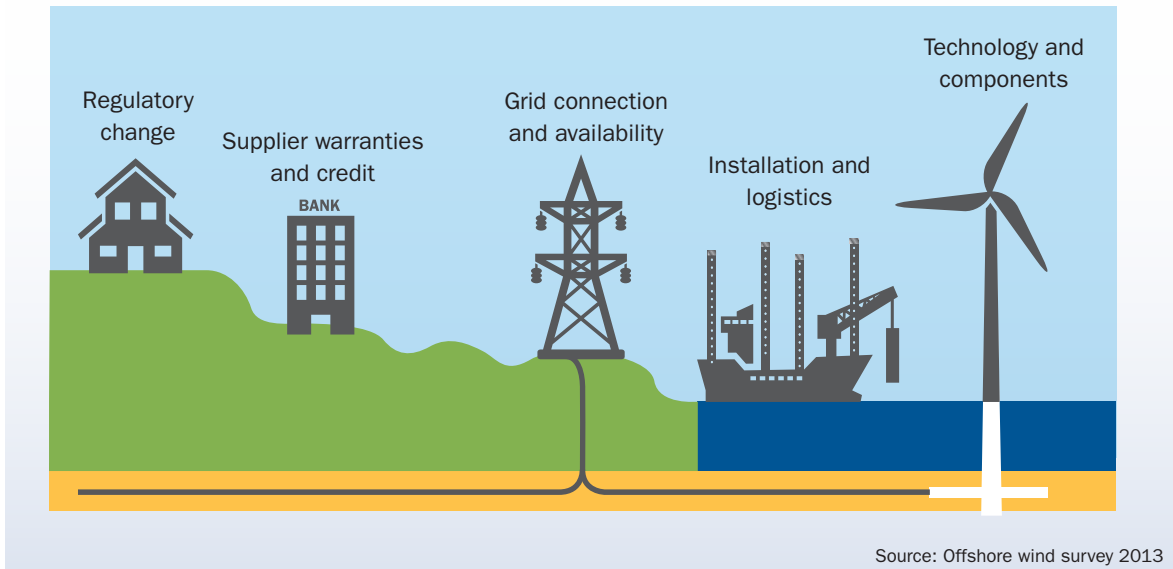 Regulatory
change
Supplier warranties
and credit
BANK
Grid connection
and availability
Installation and
logistics
Technology and
components
Source: Offshore wind survey 2013